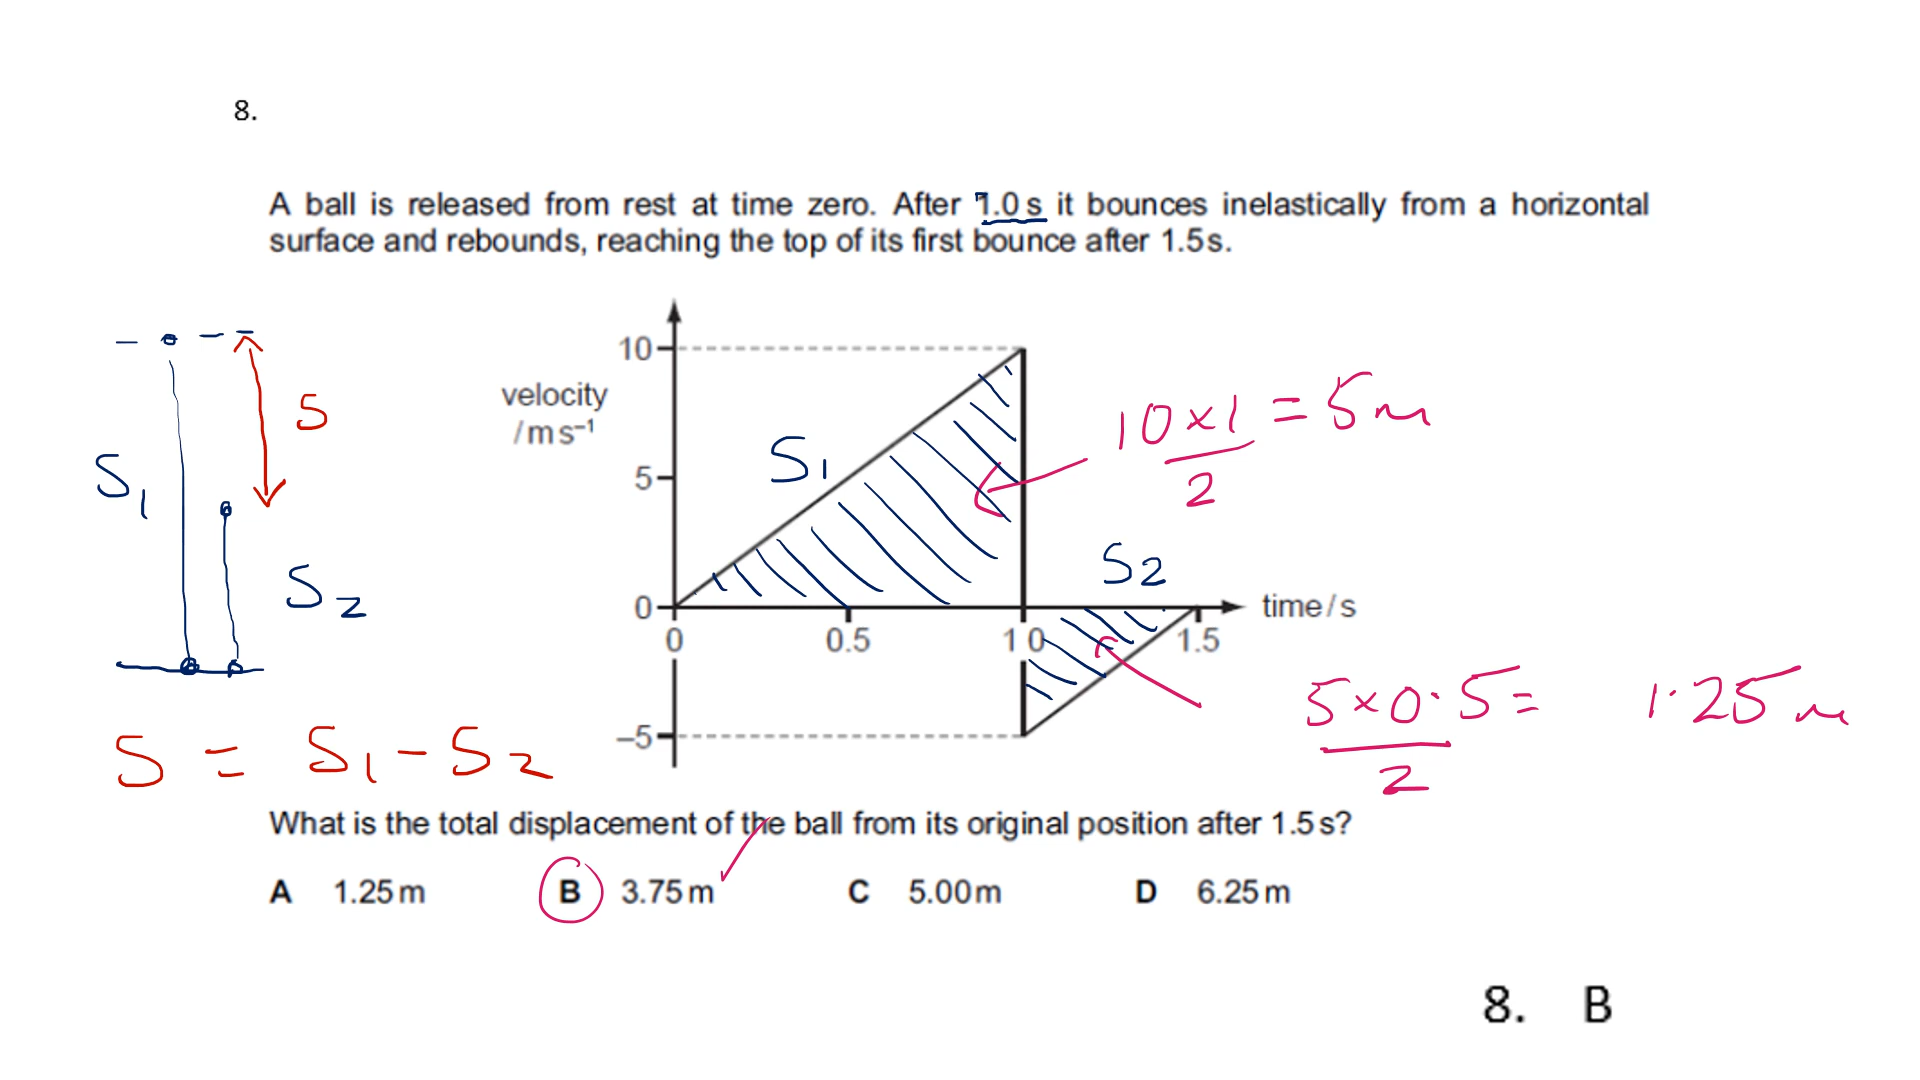 8.
A ball is released from rest at time zero. After 1.0 s it bounces inelastically from a horizontal
surface and rebounds, reaching the top of its first bounce after 1.5 s.
10
velocity
/ m s⁻¹
5
0
0
0.5
1 0
1.5
time / s
–5
S₁
S
S₂
S = S₁ – S₂
S₁
10 × 1 = 5 m
2
S₂
5 × 0.5 = 1.25 m
2
What is the total displacement of the ball from its original position after 1.5 s?
A 1.25 m B 3.75 m C 5.00 m D 6.25 m
8. B